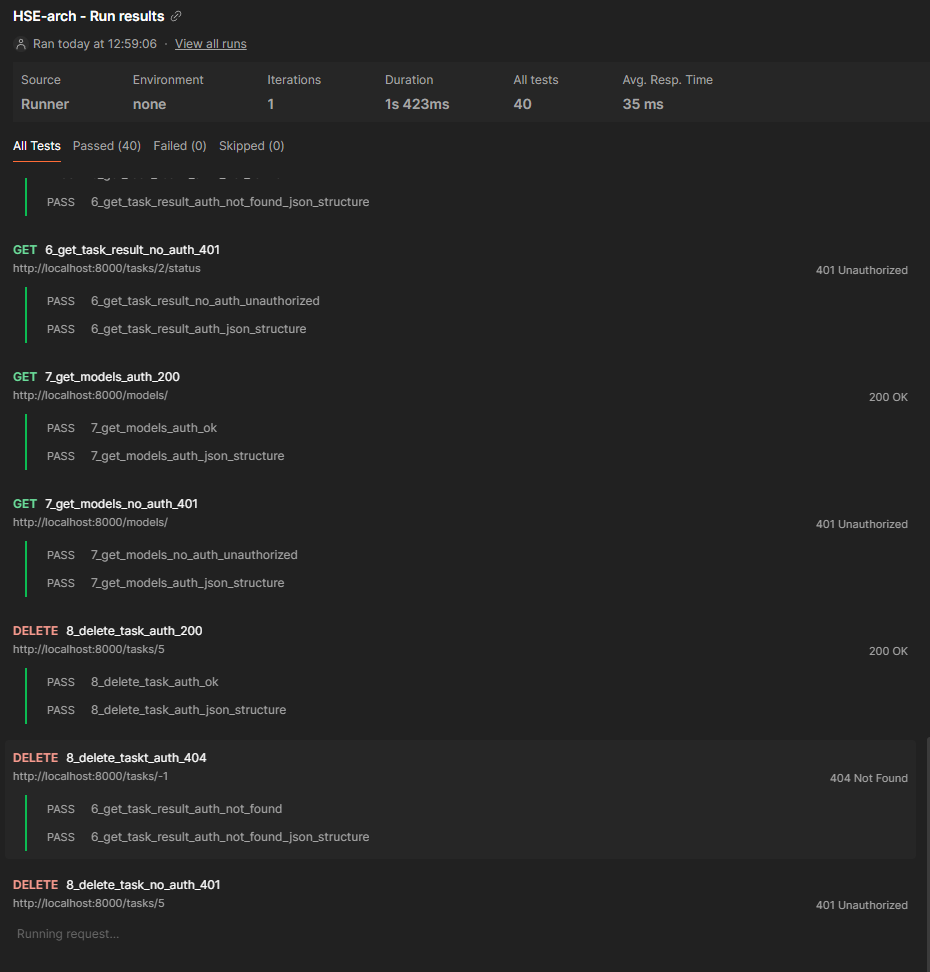 HSE-arch - Run results
Ran today at 12:59:06 · View all runs
Source Environment Iterations Duration All tests Avg. Resp. Time
Runner none 1 1s 423ms 40 35 ms
All Tests Passed (40) Failed (0) Skipped (0)
PASS 6_get_task_result_auth_not_found_json_structure
GET 6_get_task_result_no_auth_401
http://localhost:8000/tasks/2/status
401 Unauthorized
PASS 6_get_task_result_no_auth_unauthorized
PASS 6_get_task_result_auth_json_structure
GET 7_get_models_auth_200
http://localhost:8000/models/
200 OK
PASS 7_get_models_auth_ok
PASS 7_get_models_auth_json_structure
GET 7_get_models_no_auth_401
http://localhost:8000/models/
401 Unauthorized
PASS 7_get_models_no_auth_unauthorized
PASS 7_get_models_auth_json_structure
DELETE 8_delete_task_auth_200
http://localhost:8000/tasks/5
200 OK
PASS 8_delete_task_auth_ok
PASS 8_delete_task_auth_json_structure
DELETE 8_delete_taskt_auth_404
http://localhost:8000/tasks/-1
404 Not Found
PASS 6_get_task_result_auth_not_found
PASS 6_get_task_result_auth_not_found_json_structure
DELETE 8_delete_task_no_auth_401
http://localhost:8000/tasks/5
401 Unauthorized
Running request...